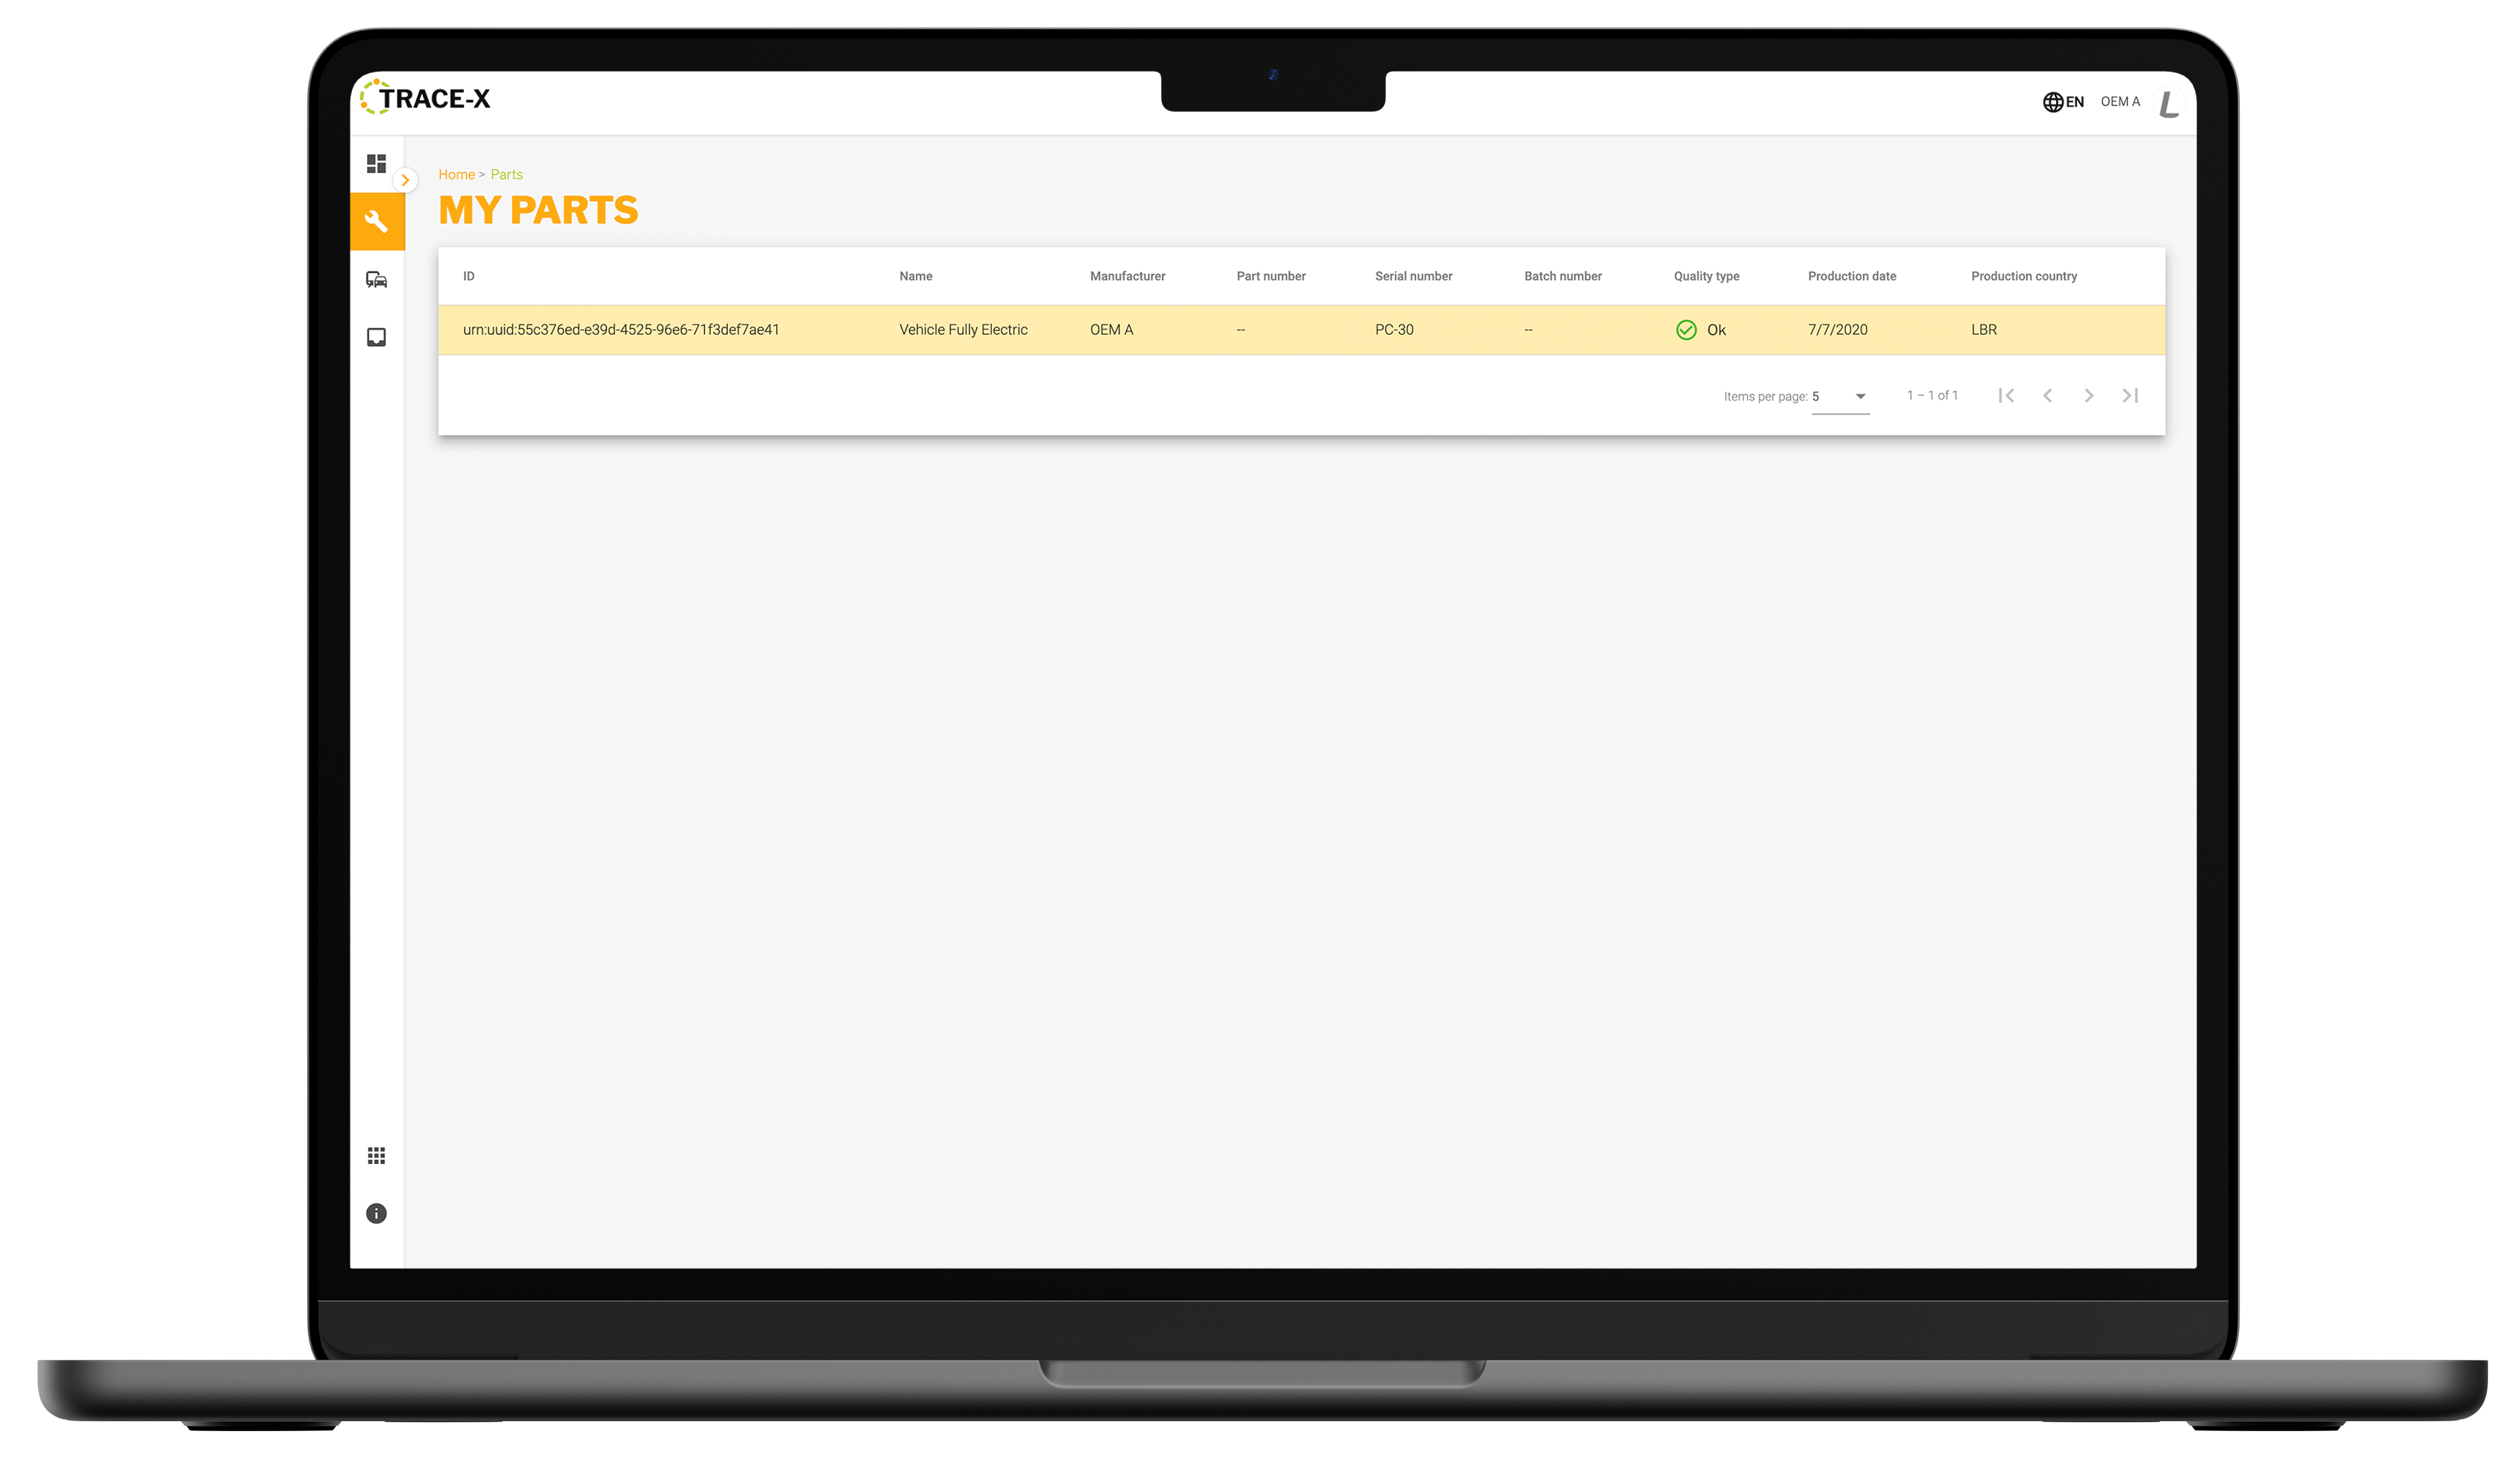 TRACE-X
EN OEM A L
Home > Parts
MY PARTS
ID Name Manufacturer Part number Serial number Batch number Quality type Production date Production country
urn:uuid:55c376ed-e39d-4525-96e6-71f3def7ae41 Vehicle Fully Electric OEM A -- PC-30 -- Ok 7/7/2020 LBR
Items per page: 5 1 – 1 of 1